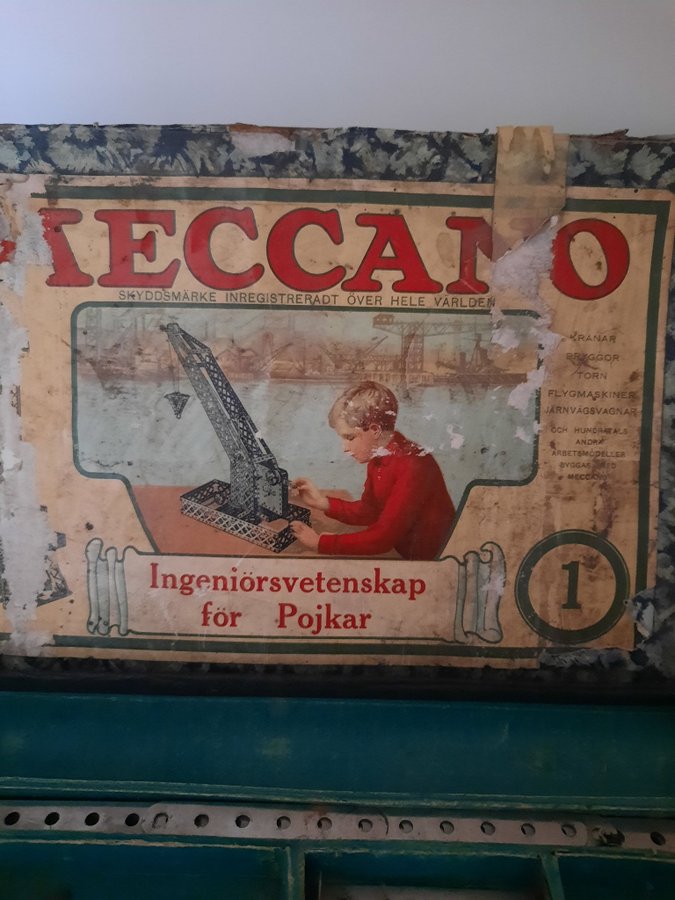 MECCANO
SKYDDSMÄRKE INREGISTRERADT ÖVER HELE VÄRLDEN
KRANAR
BRYGGOR
TORN
FLYGMASKINER
JÄRNVÄGSVAGNAR
OCH HUNDRATALS
ANDRA
ARBETSMODELLER
BYGGAS MED
MECCANO
Ingeniörsvetenskap
för Pojkar
1